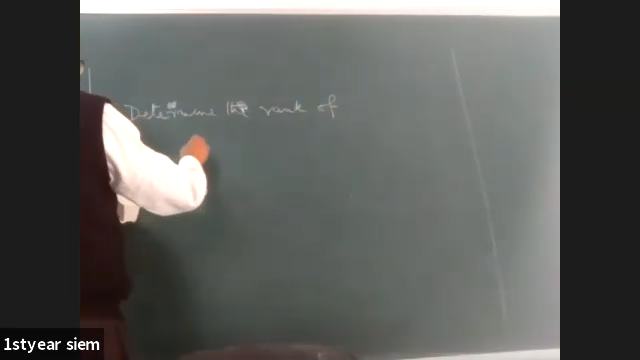 Determine the rank of
1styear siem